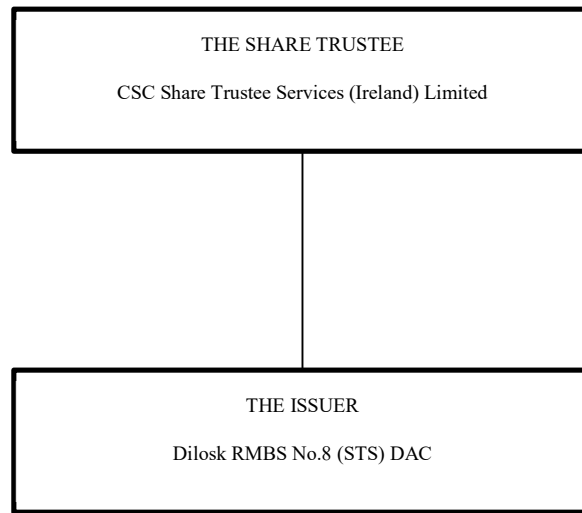 THE SHARE TRUSTEE
CSC Share Trustee Services (Ireland) Limited
THE ISSUER
Dilosk RMBS No.8 (STS) DAC